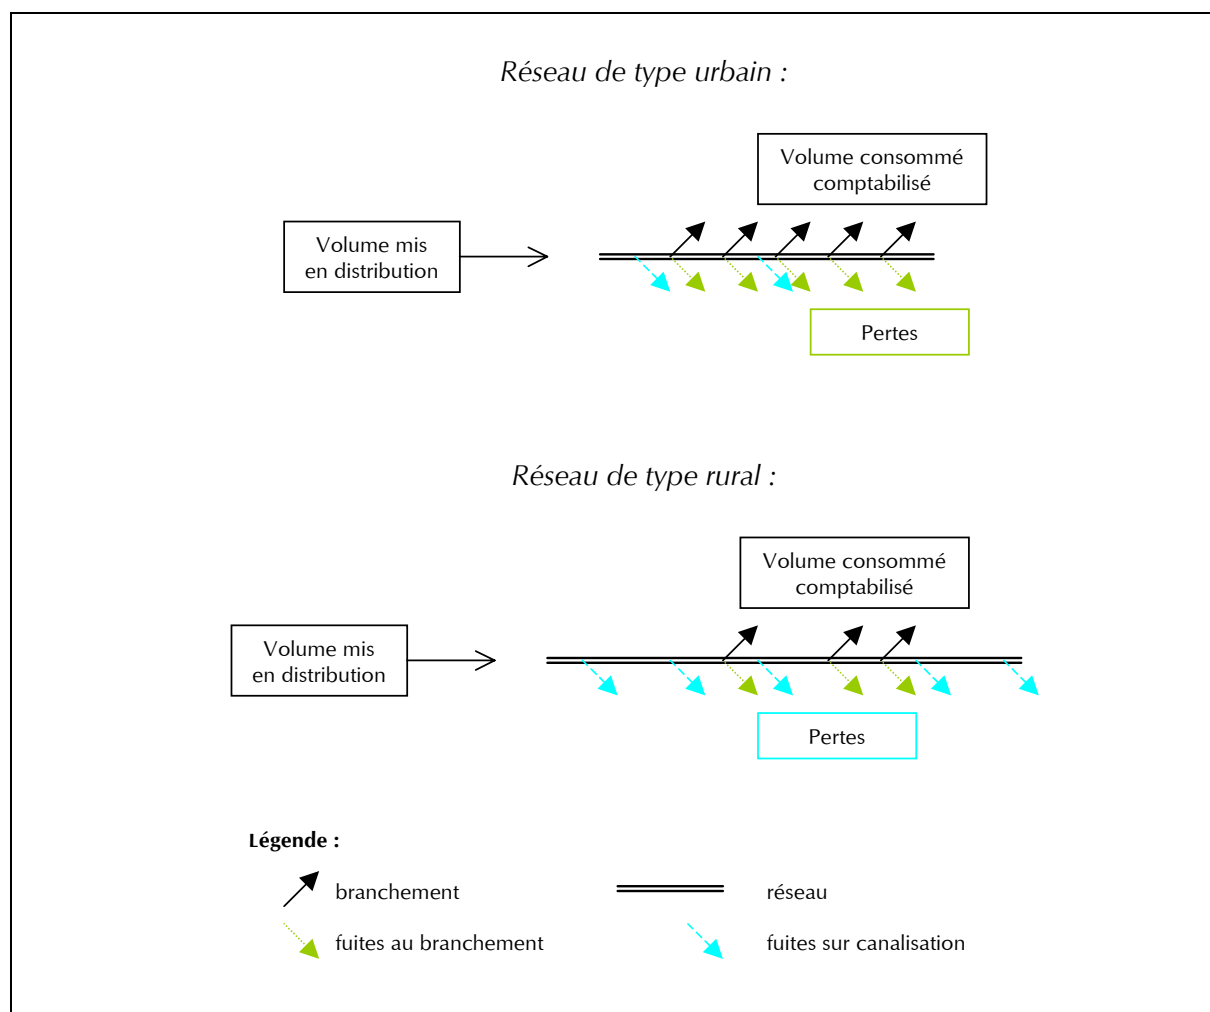 Réseau de type urbain :
Volume consommé
comptabilisé
Volume mis
en distribution
Pertes
Réseau de type rural :
Volume consommé
comptabilisé
Volume mis
en distribution
Pertes
Légende :
branchement
réseau
fuites au branchement
fuites sur canalisation